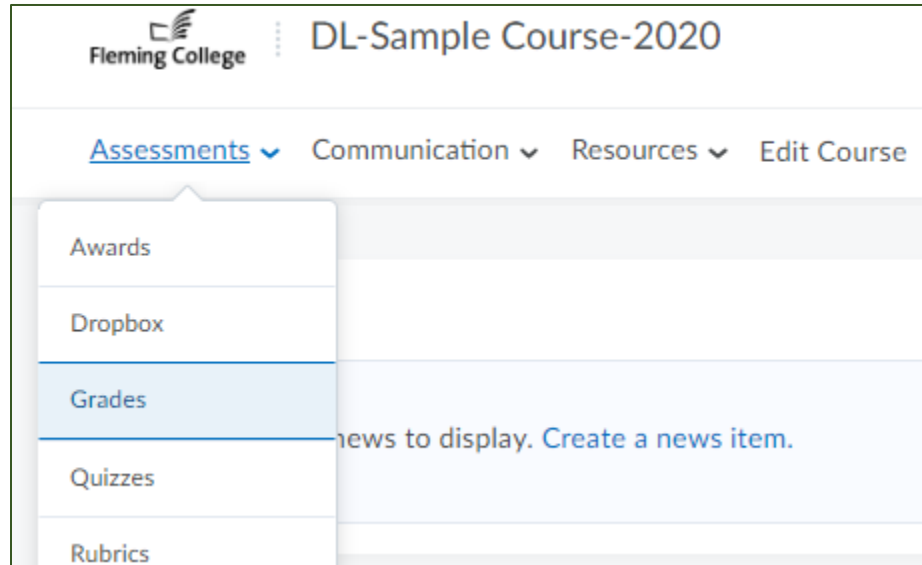 Fleming College
DL-Sample Course-2020
Assessments Communication Resources Edit Course
Awards
Dropbox
Grades
news to display. Create a news item.
Quizzes
Rubrics